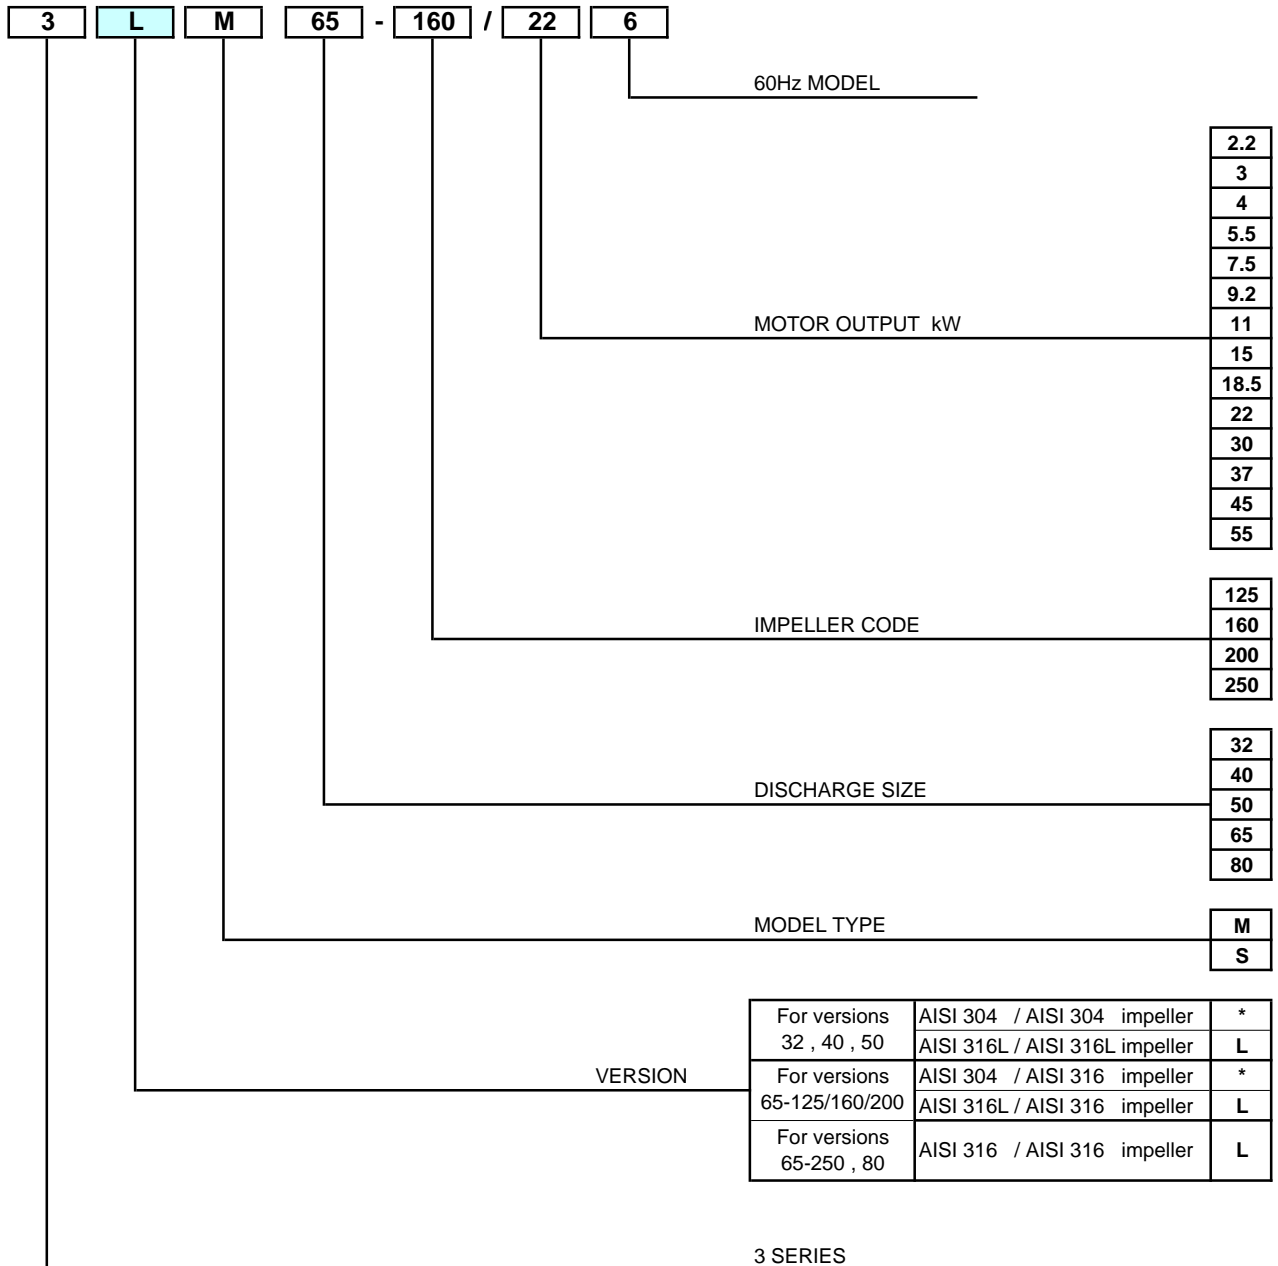 3 L M 65 - 160 / 22 6
60Hz MODEL
2.2
3
4
5.5
7.5
9.2
MOTOR OUTPUT kW 11
15
18.5
22
30
37
45
55
125
IMPELLER CODE 160
200
250
32
40
DISCHARGE SIZE 50
65
80
MODEL TYPE M
S
For versions AISI 304 / AISI 304 impeller *
32 , 40 , 50 AISI 316L / AISI 316L impeller L
VERSION For versions AISI 304 / AISI 316 impeller *
65-125/160/200 AISI 316L / AISI 316 impeller L
For versions
65-250 , 80 AISI 316 / AISI 316 impeller L
3 SERIES